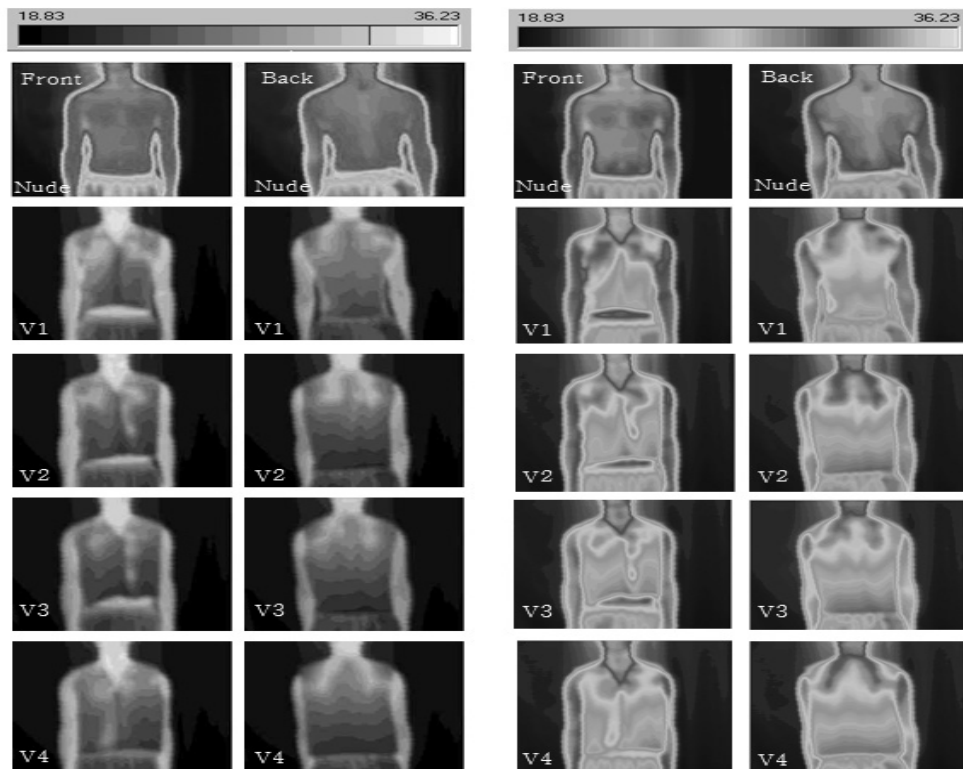 18.83 36.23 18.83 36.23
Front Back Front Back
Nude Nude Nude Nude
V1 V1 V1 V1
V2 V2 V2 V2
V3 V3 V3 V3
V4 V4 V4 V4